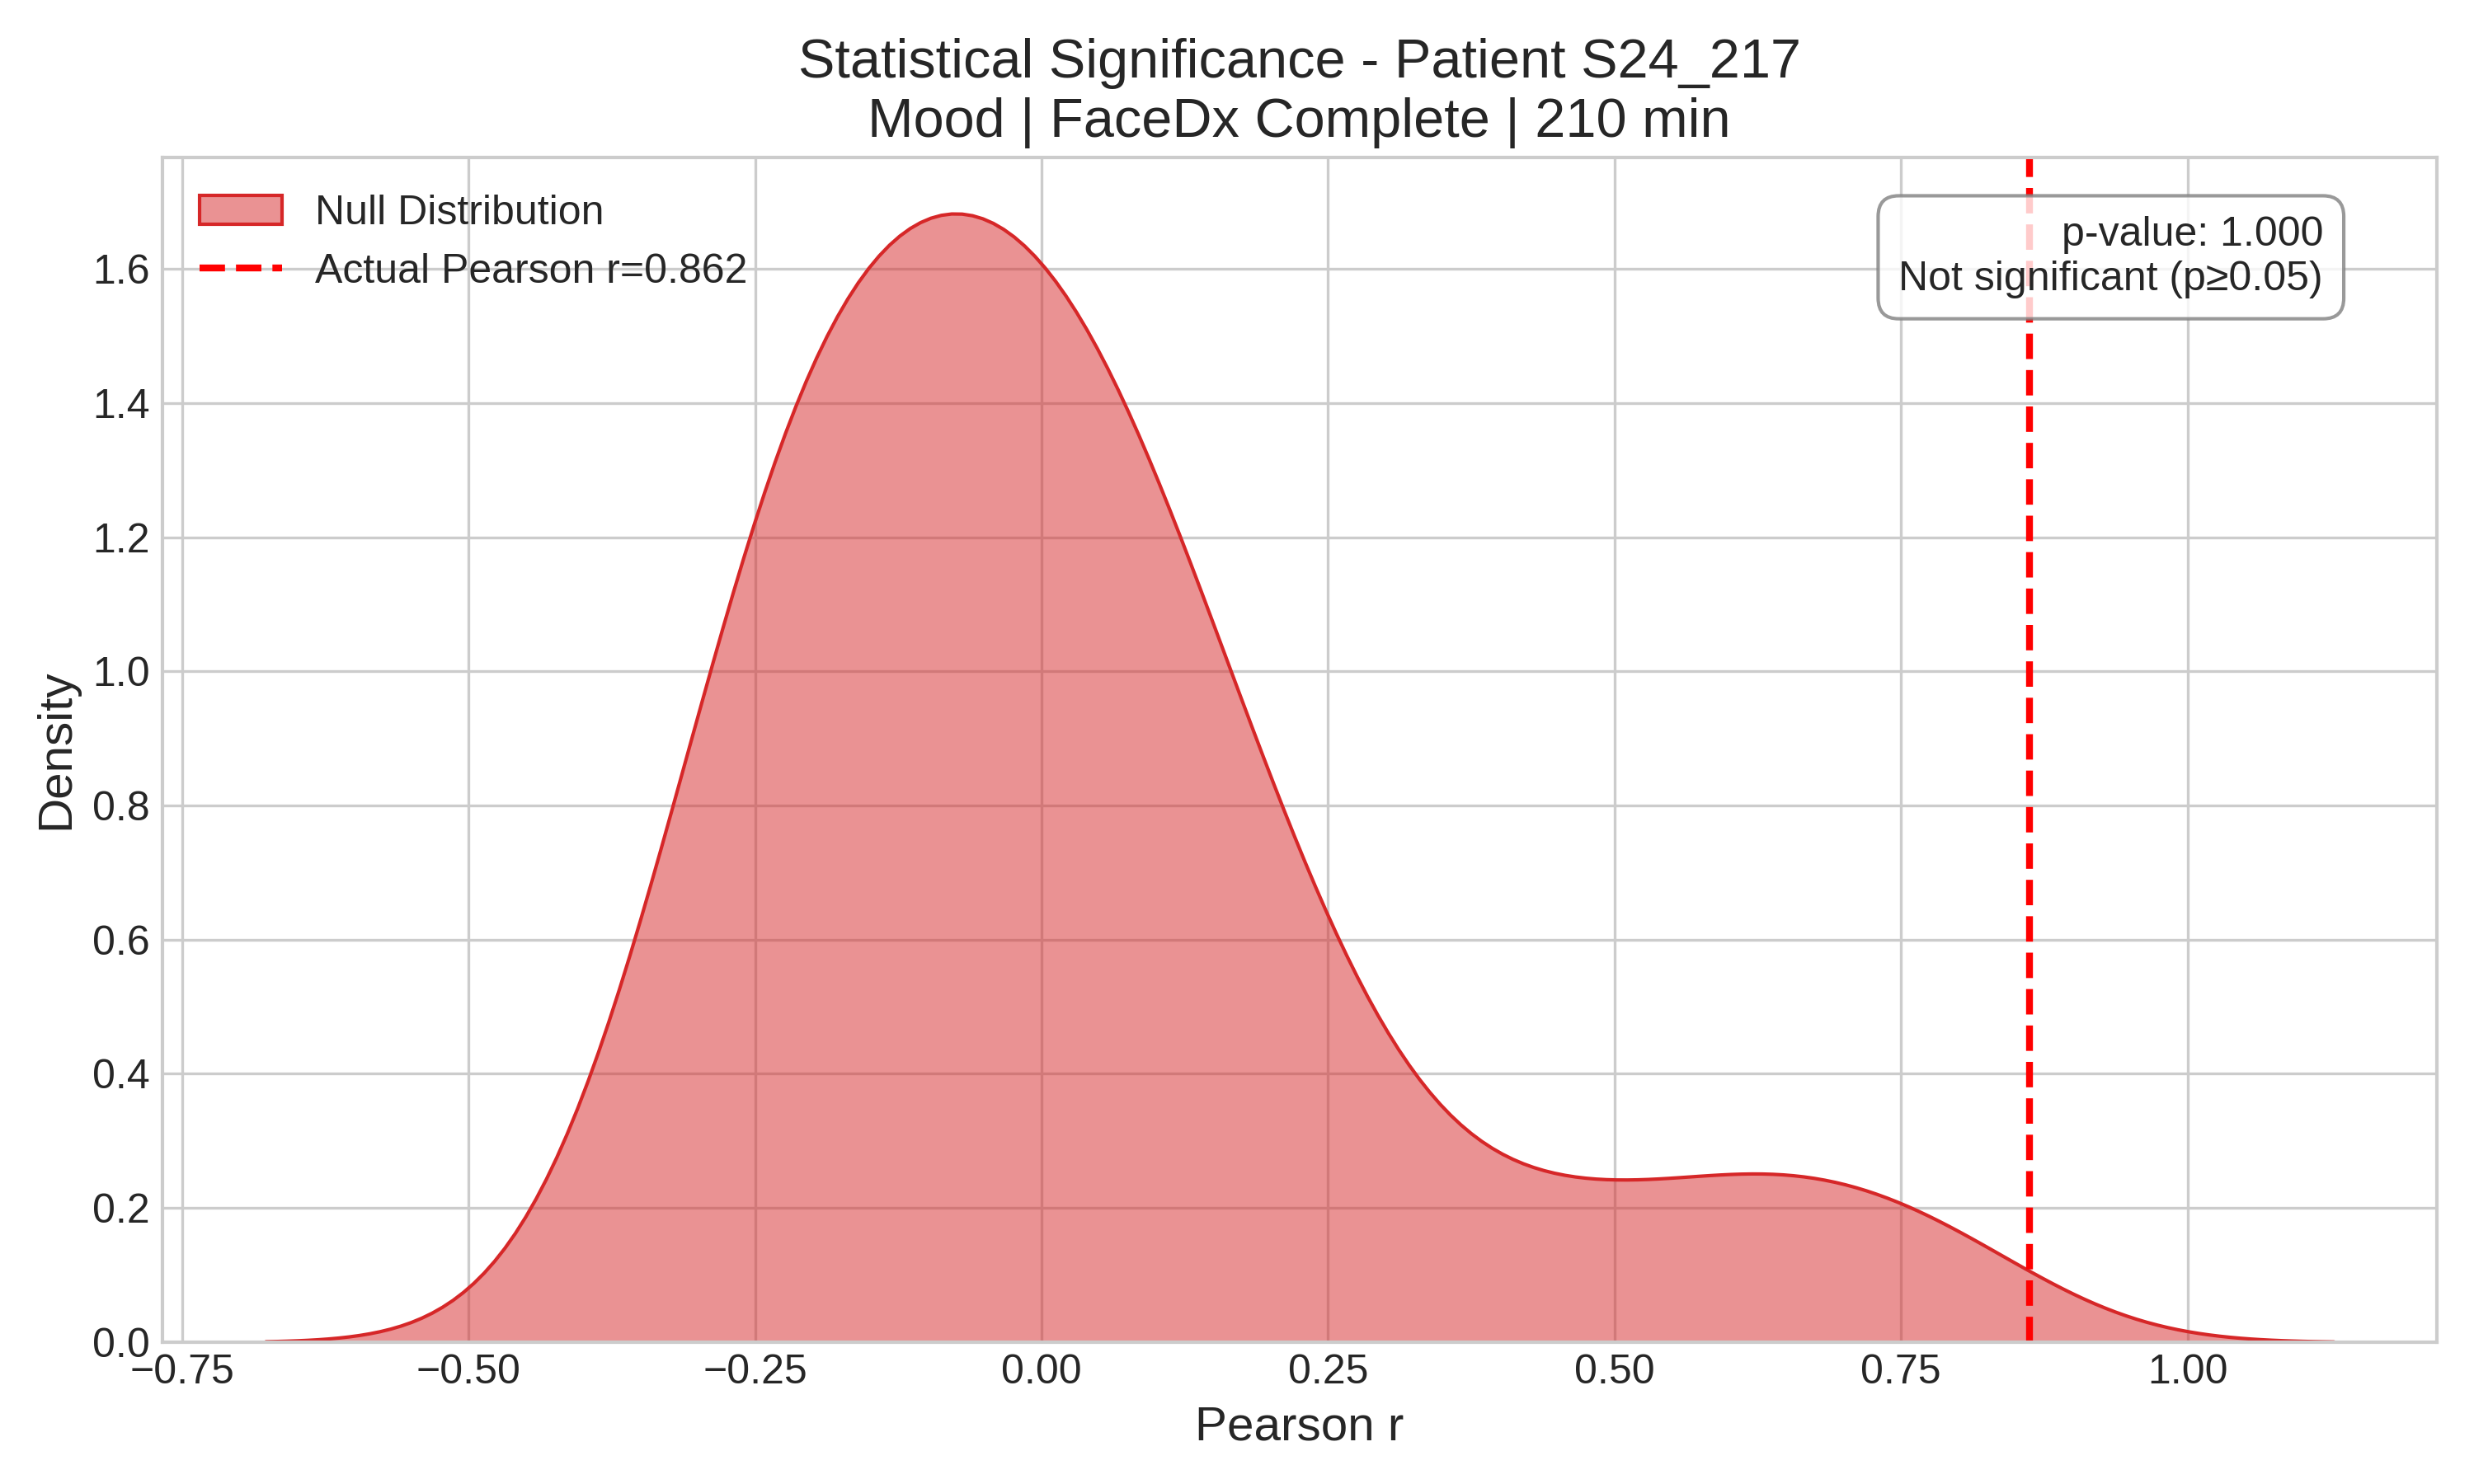 Statistical Significance - Patient S24_217
Mood | FaceDx Complete | 210 min
Null Distribution
Actual Pearson r=0.862
p-value: 1.000
Not significant (p≥0.05)
Density
1.6
1.4
1.2
1.0
0.8
0.6
0.4
0.2
0.0
−0.75
−0.50
−0.25
0.00
0.25
0.50
0.75
1.00
Pearson r